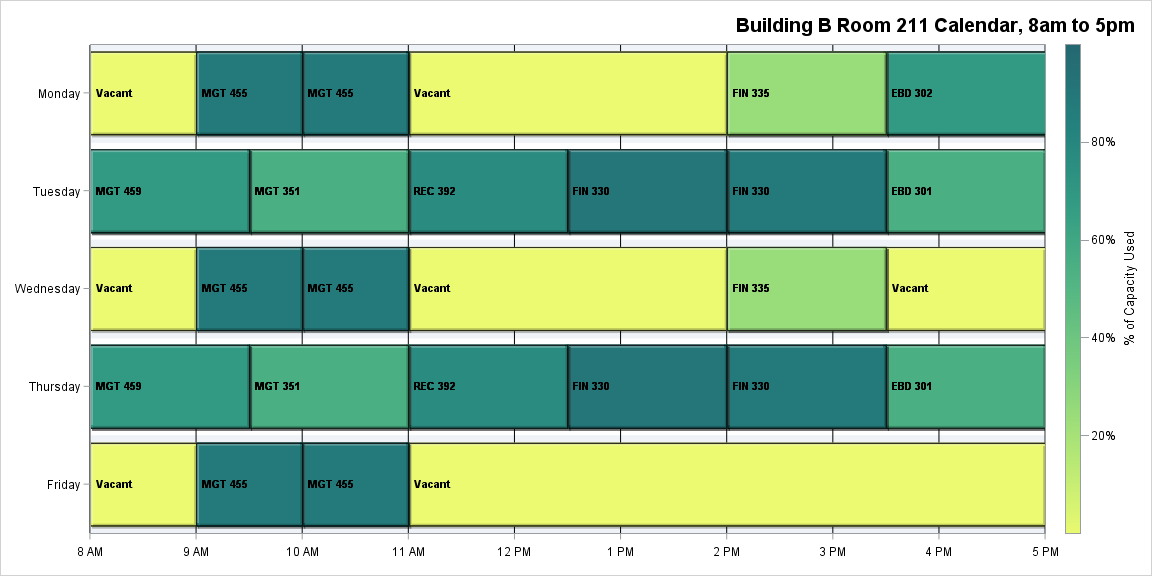 Building B Room 211 Calendar, 8am to 5pm
Monday
Vacant
MGT 455
MGT 455
Vacant
FIN 335
EBD 302
Tuesday
MGT 459
MGT 351
REC 392
FIN 330
FIN 330
EBD 301
Wednesday
Vacant
MGT 455
MGT 455
Vacant
FIN 335
Vacant
Thursday
MGT 459
MGT 351
REC 392
FIN 330
FIN 330
EBD 301
Friday
Vacant
MGT 455
MGT 455
Vacant
8 AM
9 AM
10 AM
11 AM
12 PM
1 PM
2 PM
3 PM
4 PM
5 PM
80%
60%
40%
20%
% of Capacity Used